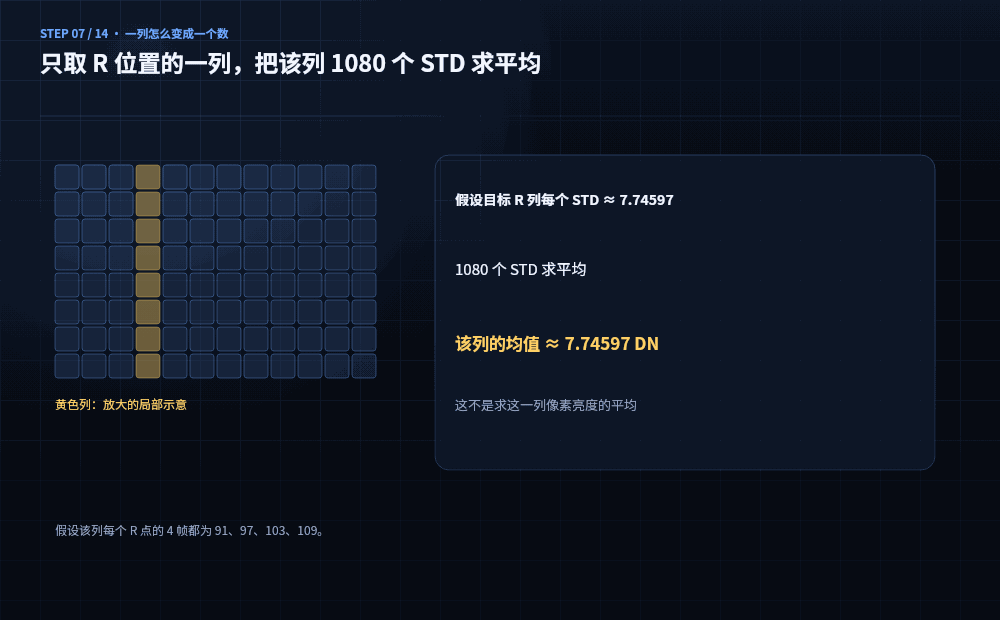 STEP 07 / 14 · 一列怎么变成一个数
只取 R 位置的一列，把该列 1080 个 STD 求平均
假设目标 R 列每个 STD ≈ 7.74597
1080 个 STD 求平均
该列的均值 ≈ 7.74597 DN
这不是求这一列像素亮度的平均
黄色列：放大的局部示意
假设该列每个 R 点的 4 帧都为 91、97、103、109。